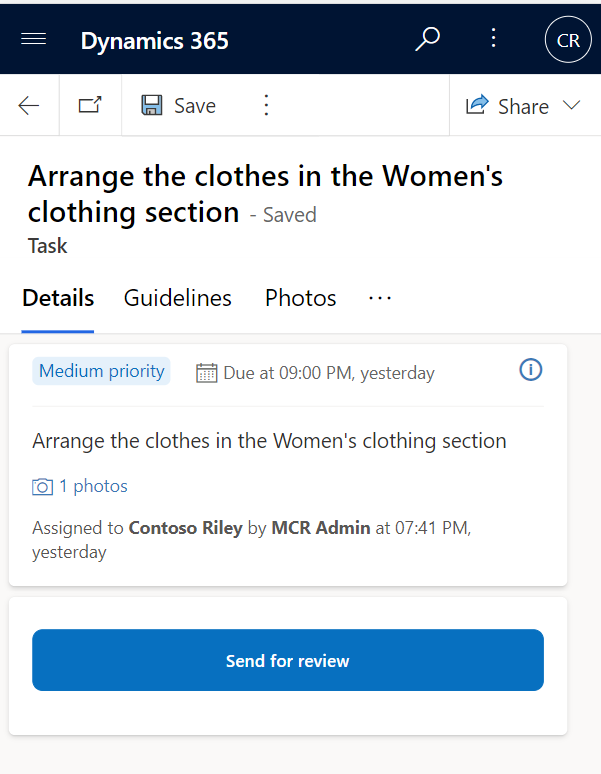 Dynamics 365
CR
Save
Share
Arrange the clothes in the Women's
clothing section - Saved
Task
Details Guidelines Photos ...
Medium priority
Due at 09:00 PM, yesterday
Arrange the clothes in the Women's clothing section
1 photos
Assigned to Contoso Riley by MCR Admin at 07:41 PM,
yesterday
Send for review